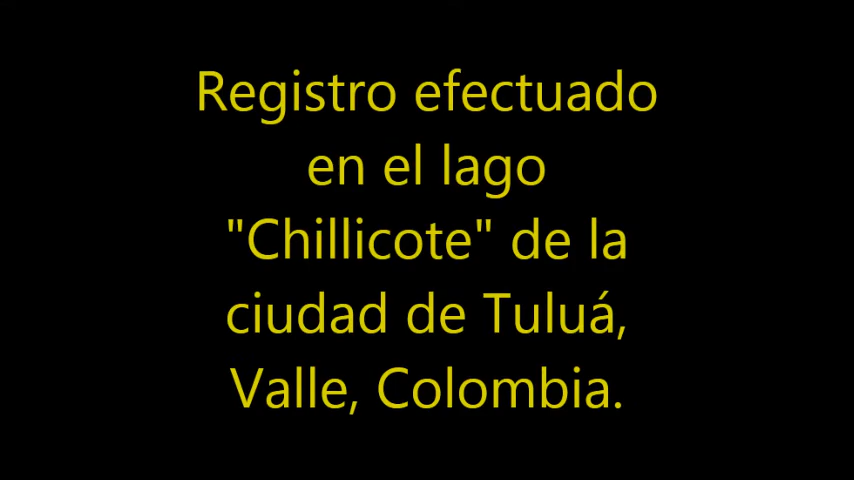 Registro efectuado
en el lago
"Chillicote" de la
ciudad de Tuluá,
Valle, Colombia.